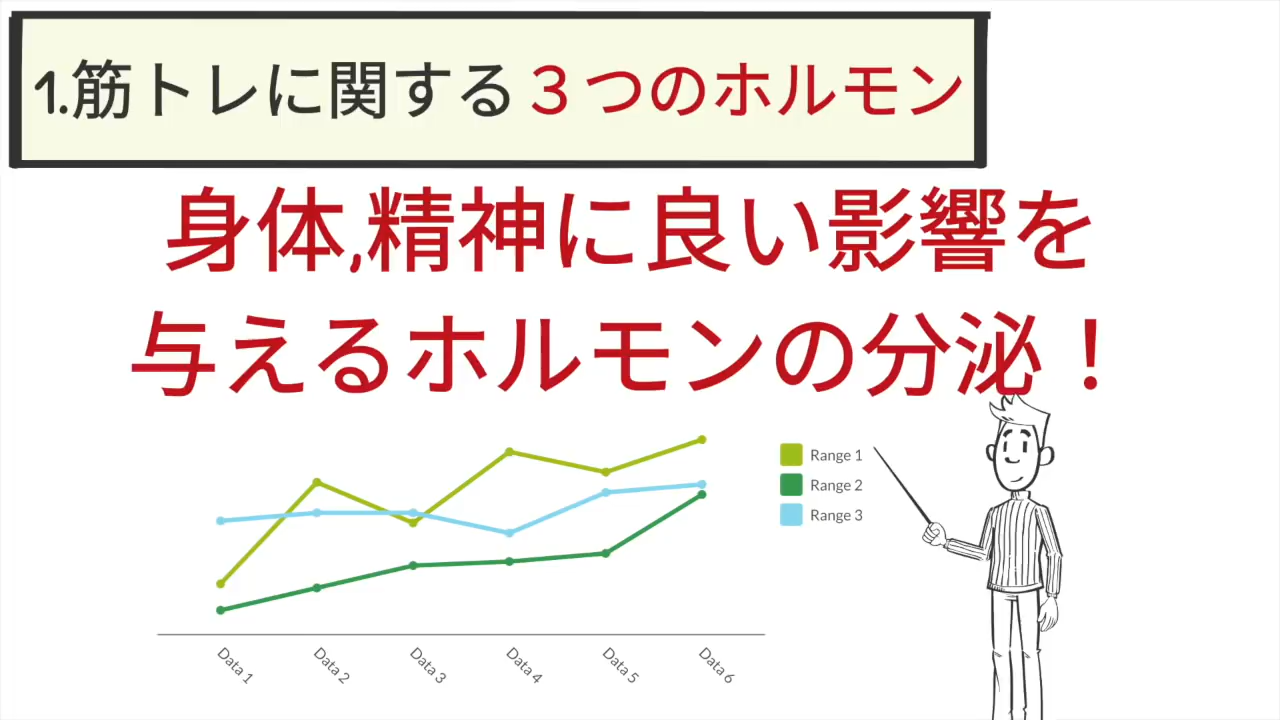 1.筋トレに関する３つのホルモン
身体,精神に良い影響を
与えるホルモンの分泌！
Range 1
Range 2
Range 3
Data 1
Data 2
Data 3
Data 4
Data 5
Data 6